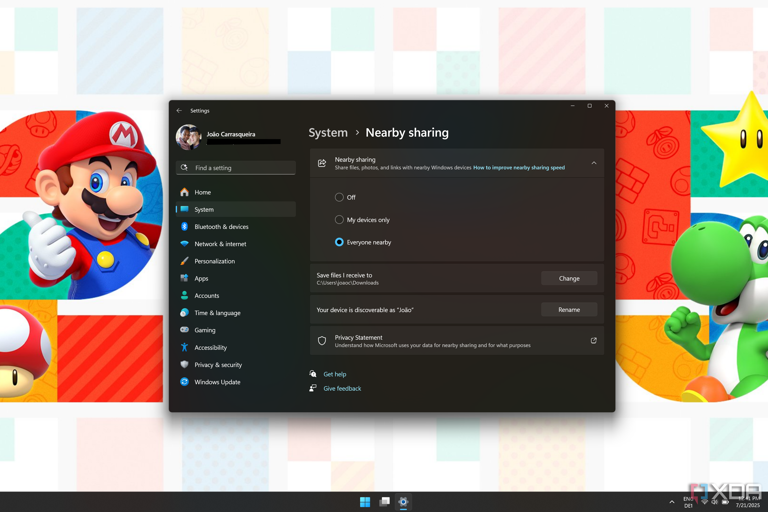 Settings
João Carrasqueira
Find a setting
Home
System
Bluetooth & devices
Network & internet
Personalization
Apps
Accounts
Time & language
Gaming
Accessibility
Privacy & security
Windows Update
System > Nearby sharing
Nearby sharing
Share files, photos, and links with nearby Windows devices How to improve nearby sharing speed
Off
My devices only
Everyone nearby
Save files I receive to
C:\Users\joaoc\Downloads
Change
Your device is discoverable as "João"
Rename
Privacy Statement
Understand how Microsoft uses your data for nearby sharing and for what purposes
Get help
Give feedback
M
ENG
XDA
7/21/2025